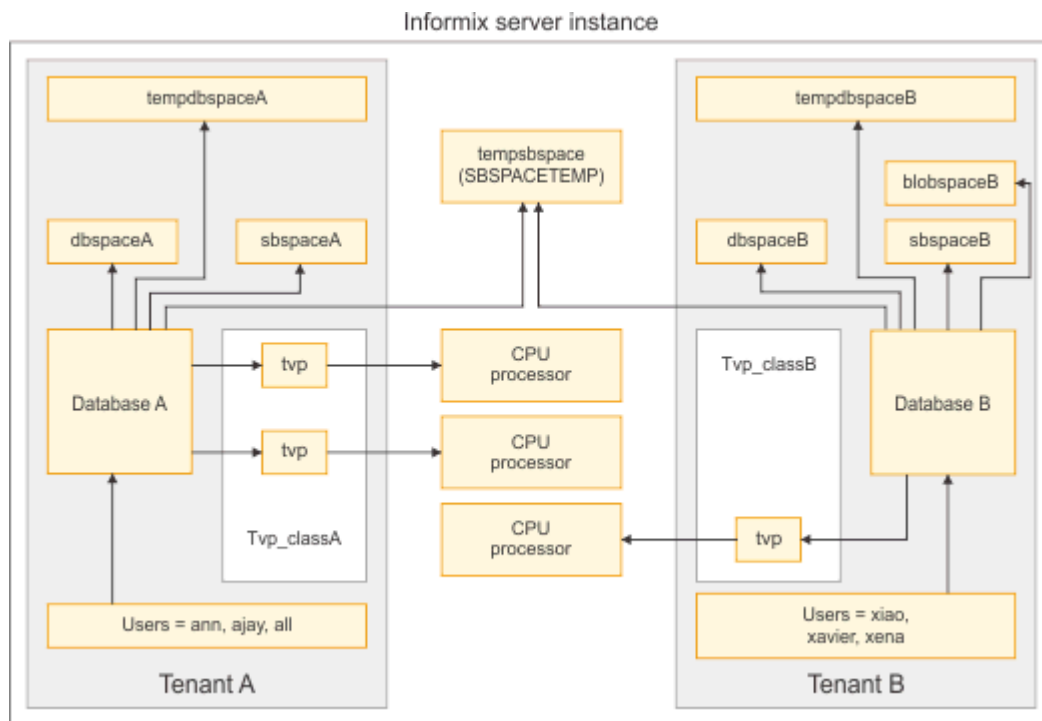 Informix server instance
tempdbspaceA
dbspaceA
sbspaceA
Database A
tvp
tvp
Tvp_classA
Users = ann, ajay, all
Tenant A
tempsbspace
(SBSPACETEMP)
CPU
processor
CPU
processor
CPU
processor
tempdbspaceB
blobspaceB
dbspaceB
sbspaceB
Tvp_classB
Database B
tvp
Users = xiao,
xavier, xena
Tenant B